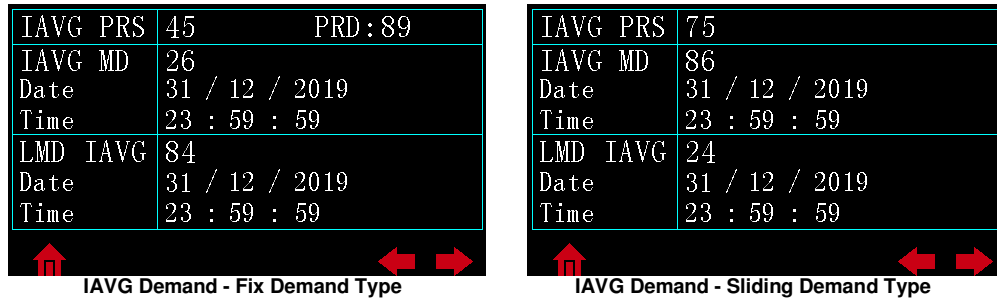 IAVG PRS 45 PRD:89
IAVG MD 26
Date 31 / 12 / 2019
Time 23 : 59 : 59
LMD IAVG 84
Date 31 / 12 / 2019
Time 23 : 59 : 59
IAVG Demand - Fix Demand Type
IAVG PRS 75
IAVG MD 86
Date 31 / 12 / 2019
Time 23 : 59 : 59
LMD IAVG 24
Date 31 / 12 / 2019
Time 23 : 59 : 59
IAVG Demand - Sliding Demand Type